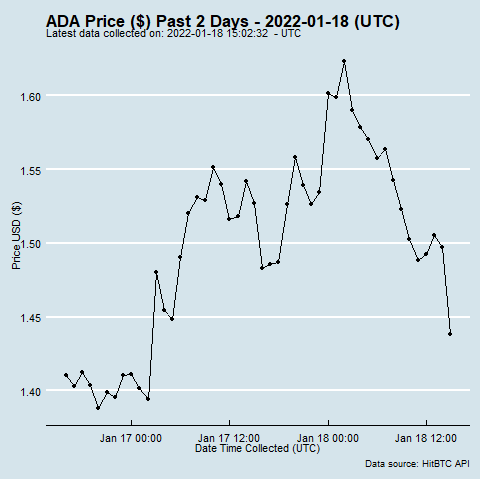 ADA Price ($) Past 2 Days - 2022-01-18 (UTC)
Latest data collected on: 2022-01-18 15:02:32  - UTC
1.60
1.55
1.50
1.45
1.40
Price USD ($)
Jan 17 00:00 Jan 17 12:00 Jan 18 00:00 Jan 18 12:00
Date Time Collected (UTC)
Data source: HitBTC API